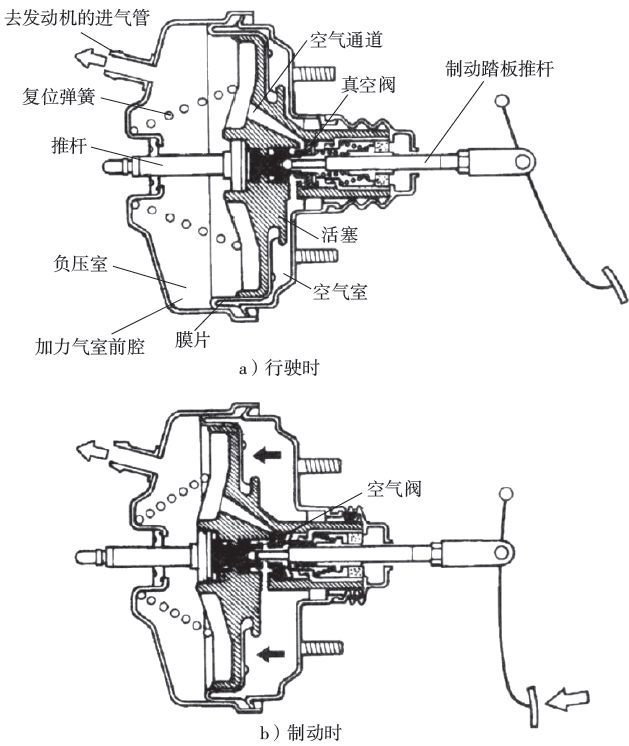 去发动机的进气管
空气通道
制动踏板推杆
真空阀
复位弹簧
推杆
活塞
负压室
空气室
膜片
加力气室前腔
a）行驶时
空气阀
b）制动时